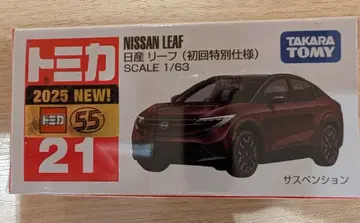 トミカ
2025 NEW!
トミカ 55
21
NISSAN LEAF
日産 リーフ（初回特別仕様）
SCALE 1/63
TAKARA
TOMY
サスペンション